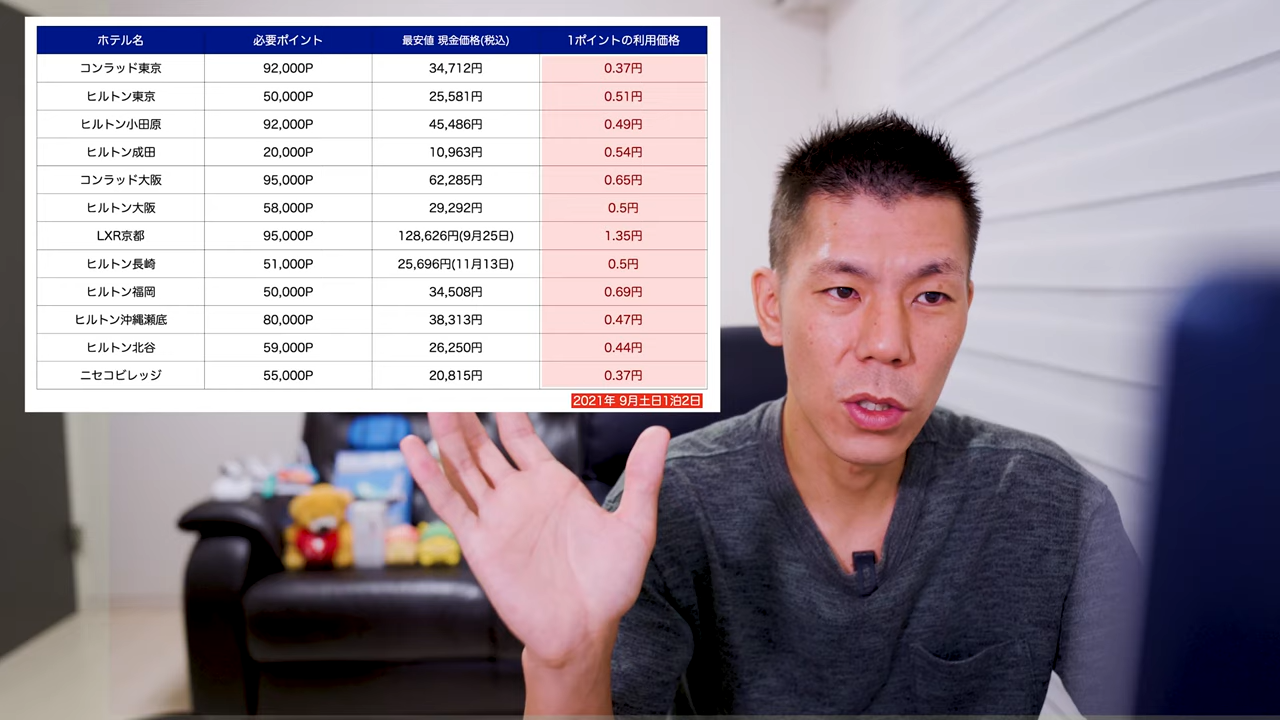 ホテル名 必要ポイント 最安値 現金価格(税込) 1ポイントの利用価格
コンラッド東京 92,000P 34,712円 0.37円
ヒルトン東京 50,000P 25,581円 0.51円
ヒルトン小田原 92,000P 45,486円 0.49円
ヒルトン成田 20,000P 10,963円 0.54円
コンラッド大阪 95,000P 62,285円 0.65円
ヒルトン大阪 58,000P 29,292円 0.5円
LXR京都 95,000P 128,626円(9月25日) 1.35円
ヒルトン長崎 51,000P 25,696円(11月13日) 0.5円
ヒルトン福岡 50,000P 34,508円 0.69円
ヒルトン沖縄瀬底 80,000P 38,313円 0.47円
ヒルトン北谷 59,000P 26,250円 0.44円
ニセコビレッジ 55,000P 20,815円 0.37円
2021年 9月土日1泊2日